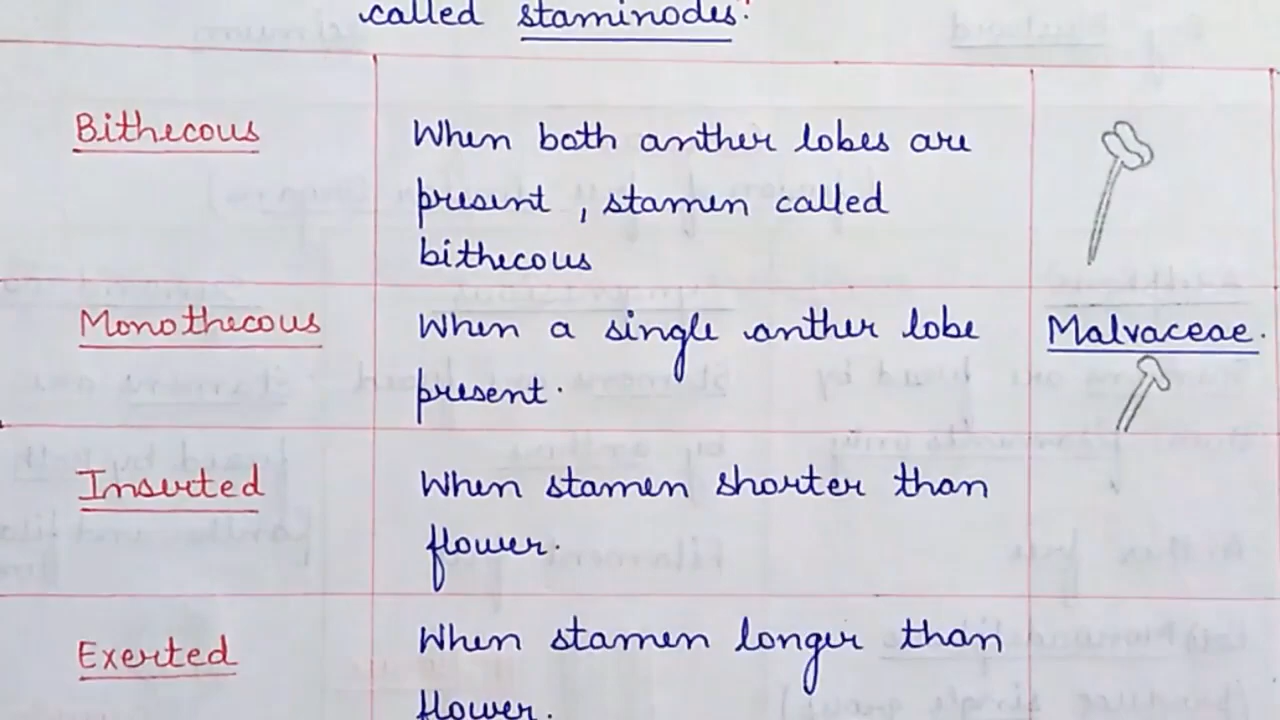 called staminodes.
Bithecous
When both anther lobes are
present, stamen called
bithecous
Monothecous
When a single anther lobe
present.
Malvaceae.
Inserted
When stamen shorter than
flower.
Exerted
When stamen longer than
flower.